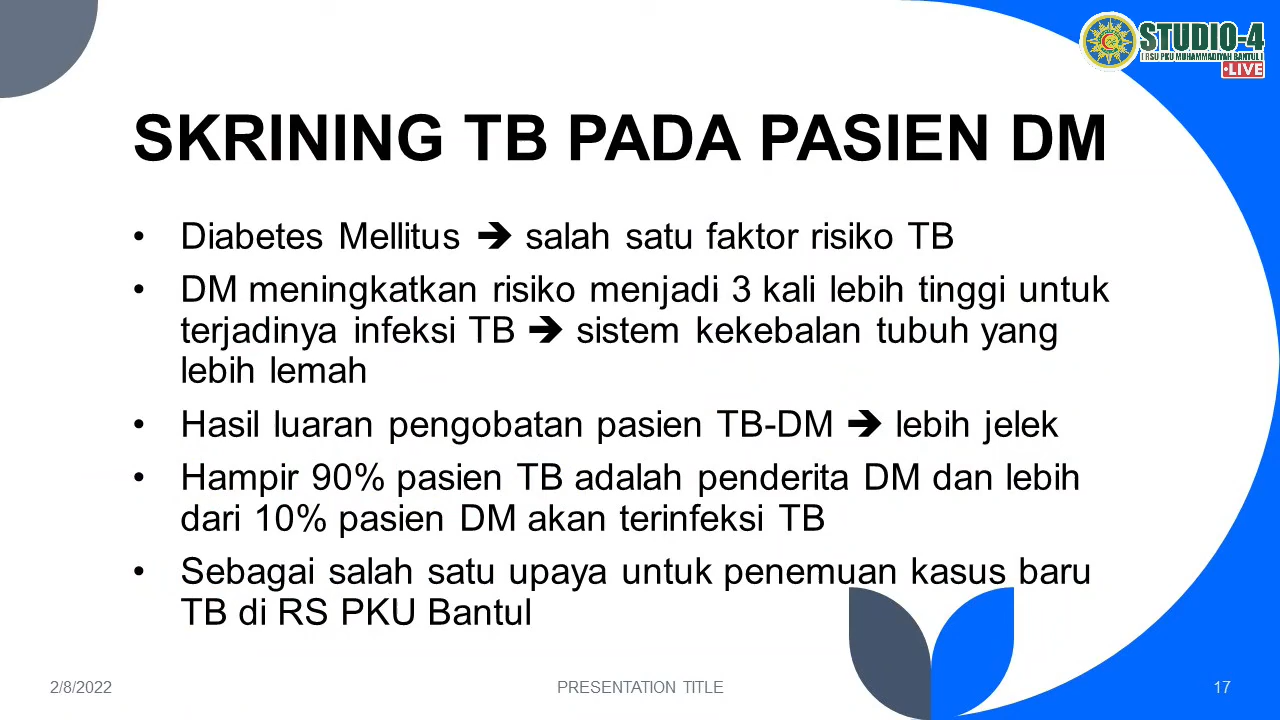 STUDIO-4
[ RSU PKU MUHAMMADIYAH BANTUL ]
•LIVE
SKRINING TB PADA PASIEN DM
• Diabetes Mellitus 🡺 salah satu faktor risiko TB
• DM meningkatkan risiko menjadi 3 kali lebih tinggi untuk
terjadinya infeksi TB 🡺 sistem kekebalan tubuh yang
lebih lemah
• Hasil luaran pengobatan pasien TB-DM 🡺 lebih jelek
• Hampir 90% pasien TB adalah penderita DM dan lebih
dari 10% pasien DM akan terinfeksi TB
• Sebagai salah satu upaya untuk penemuan kasus baru
TB di RS PKU Bantul
2/8/2022
PRESENTATION TITLE
17